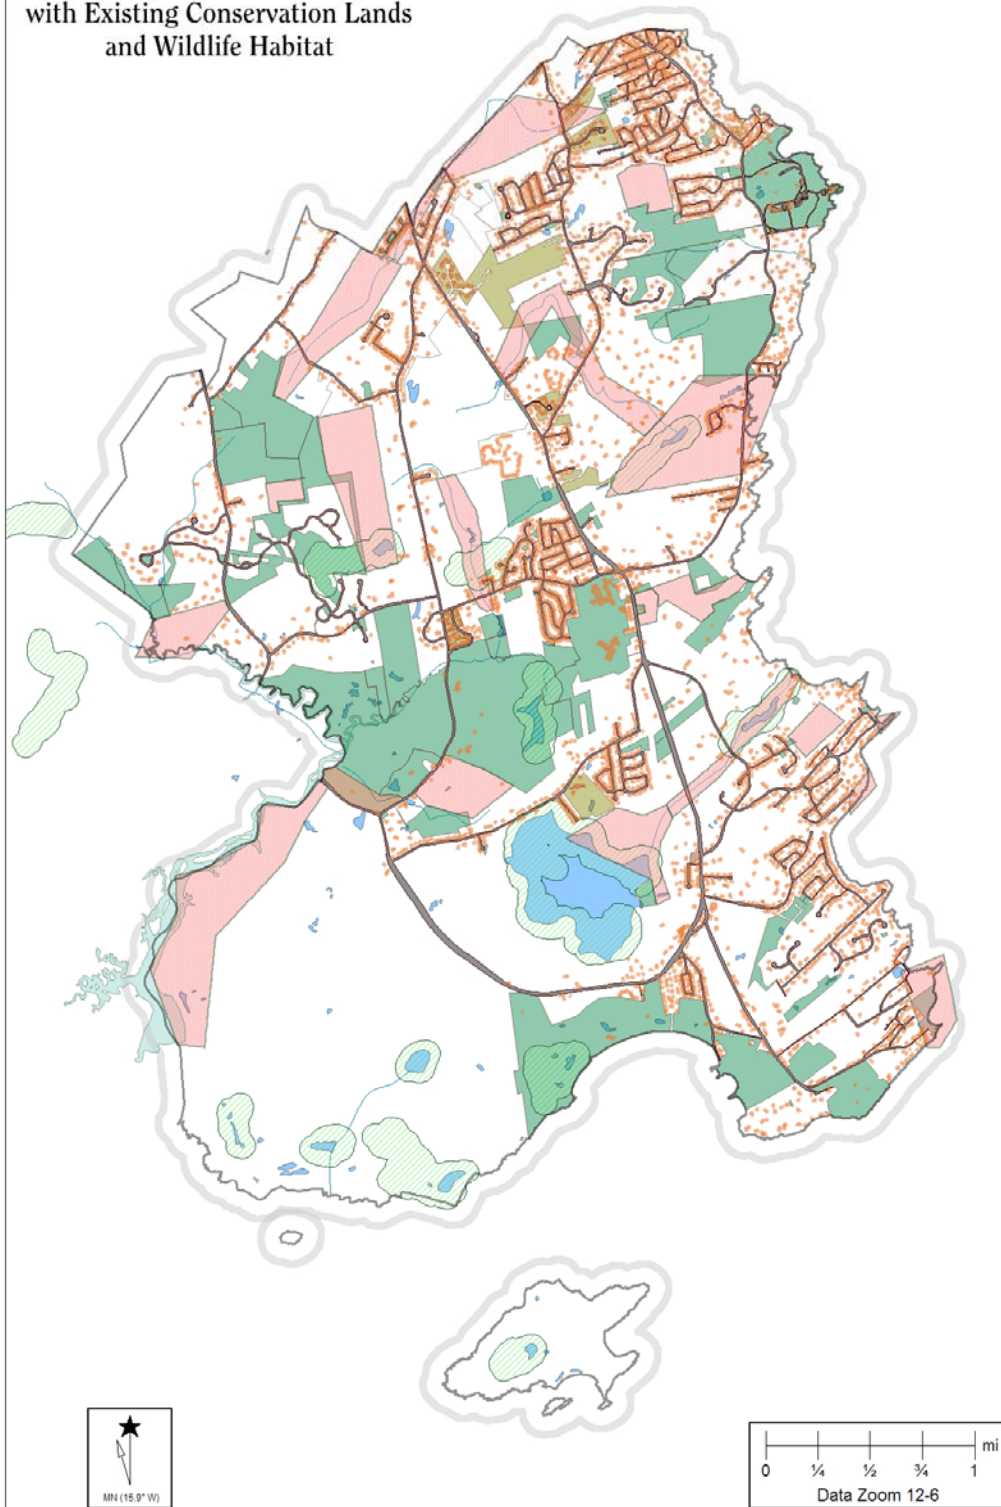 with Existing Conservation Lands
and Wildlife Habitat
MN (15.9° W)
mi
0 ¼ ½ ¾ 1
Data Zoom 12-6